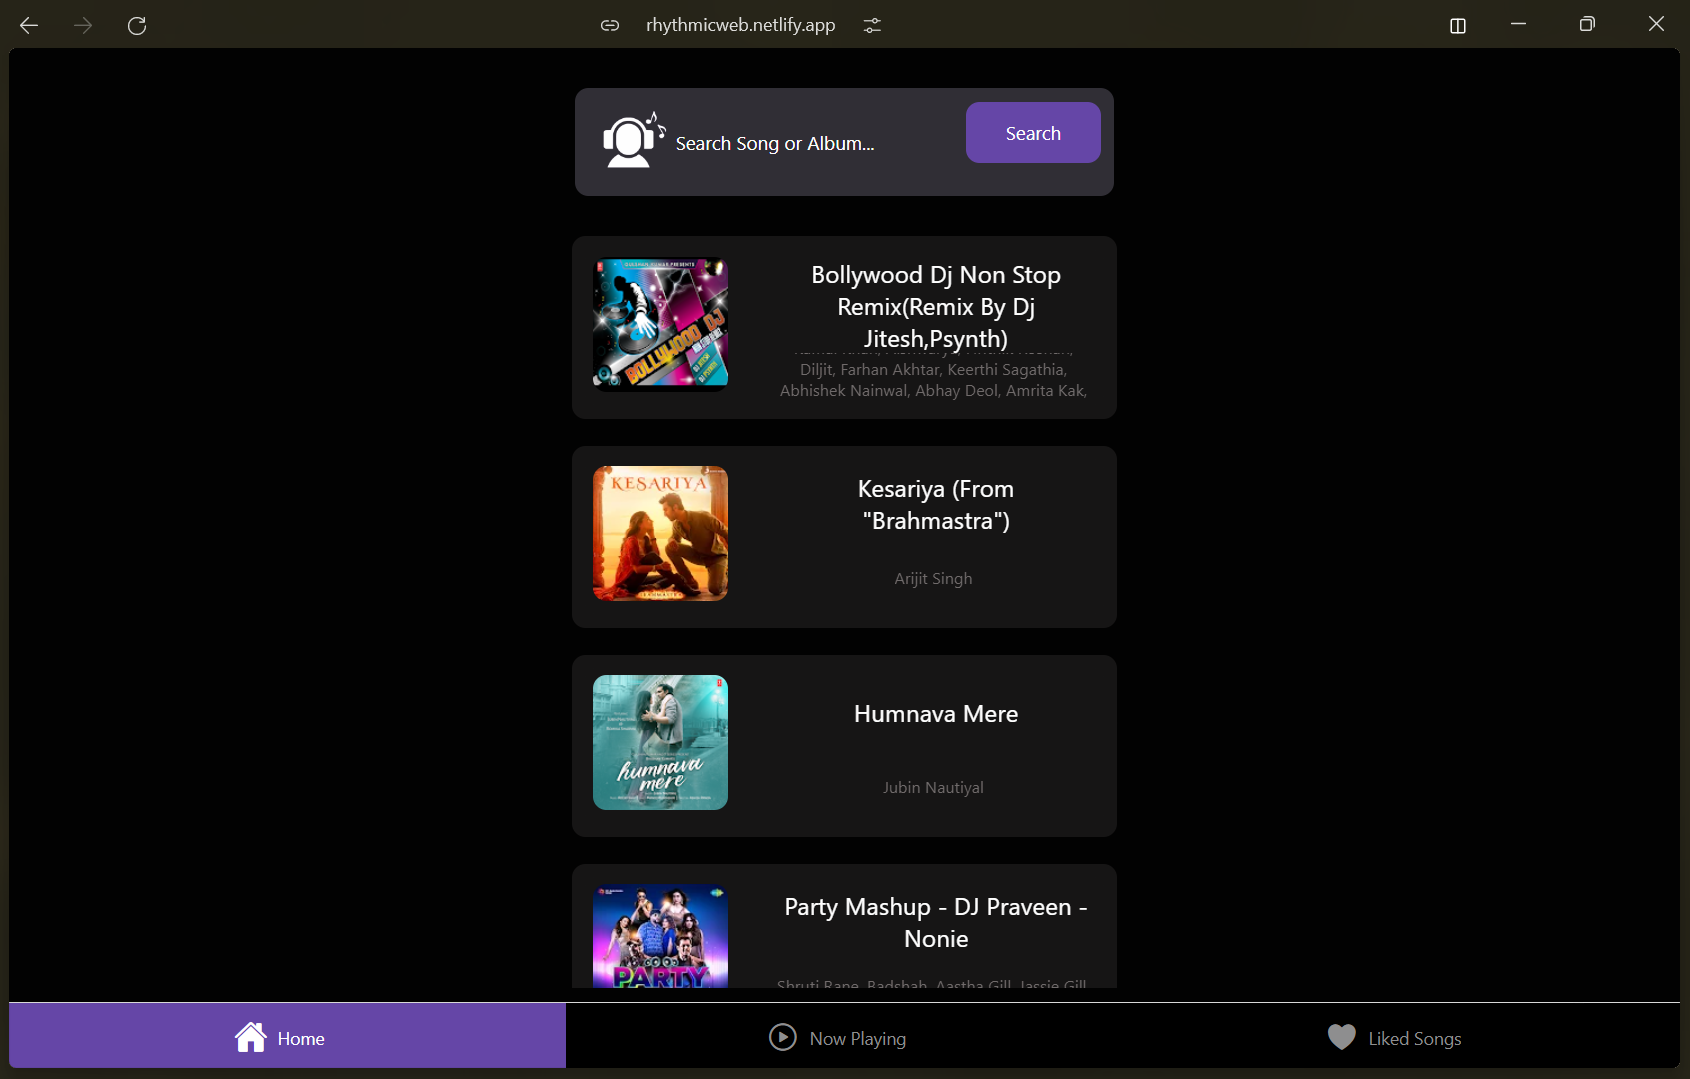 rhythmicweb.netlify.app
Search Song or Album...
Search
BOLLYWOOD DJ
Bollywood Dj Non Stop
Remix(Remix By Dj
Jitesh,Psynth)
Diljit, Farhan Akhtar, Keerthi Sagathia,
Abhishek Nainwal, Abhay Deol, Amrita Kak,
KESARIYA
Kesariya (From
"Brahmastra")
Arijit Singh
humnava
mere
Humnava Mere
Jubin Nautiyal
PARTY
Party Mashup - DJ Praveen -
Nonie
Shruti Rane, Badshah, Aastha Gill, Jassie Gill,
Home
Now Playing
Liked Songs